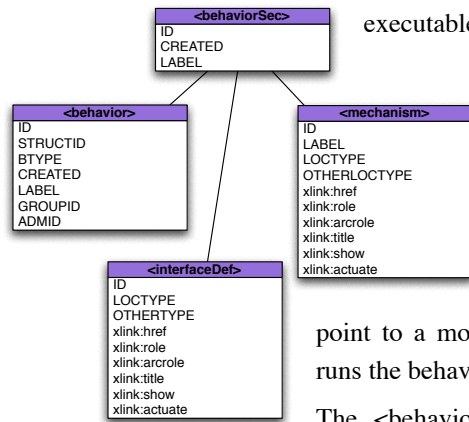 <behaviorSec>
ID
CREATED
LABEL
<behavior>
ID
STRUCTID
BTYPE
CREATED
LABEL
GROUPID
ADMID
<mechanism>
ID
LABEL
LOCTYPE
OTHERLOCTYPE
xlink:href
xlink:role
xlink:arcrole
xlink:title
xlink:show
xlink:actuate
<interfaceDef>
ID
LOCTYPE
OTHERTYPE
xlink:href
xlink:role
xlink:arcrole
xlink:title
xlink:show
xlink:actuate
executable
point to a mo
runs the behav
The <behavio